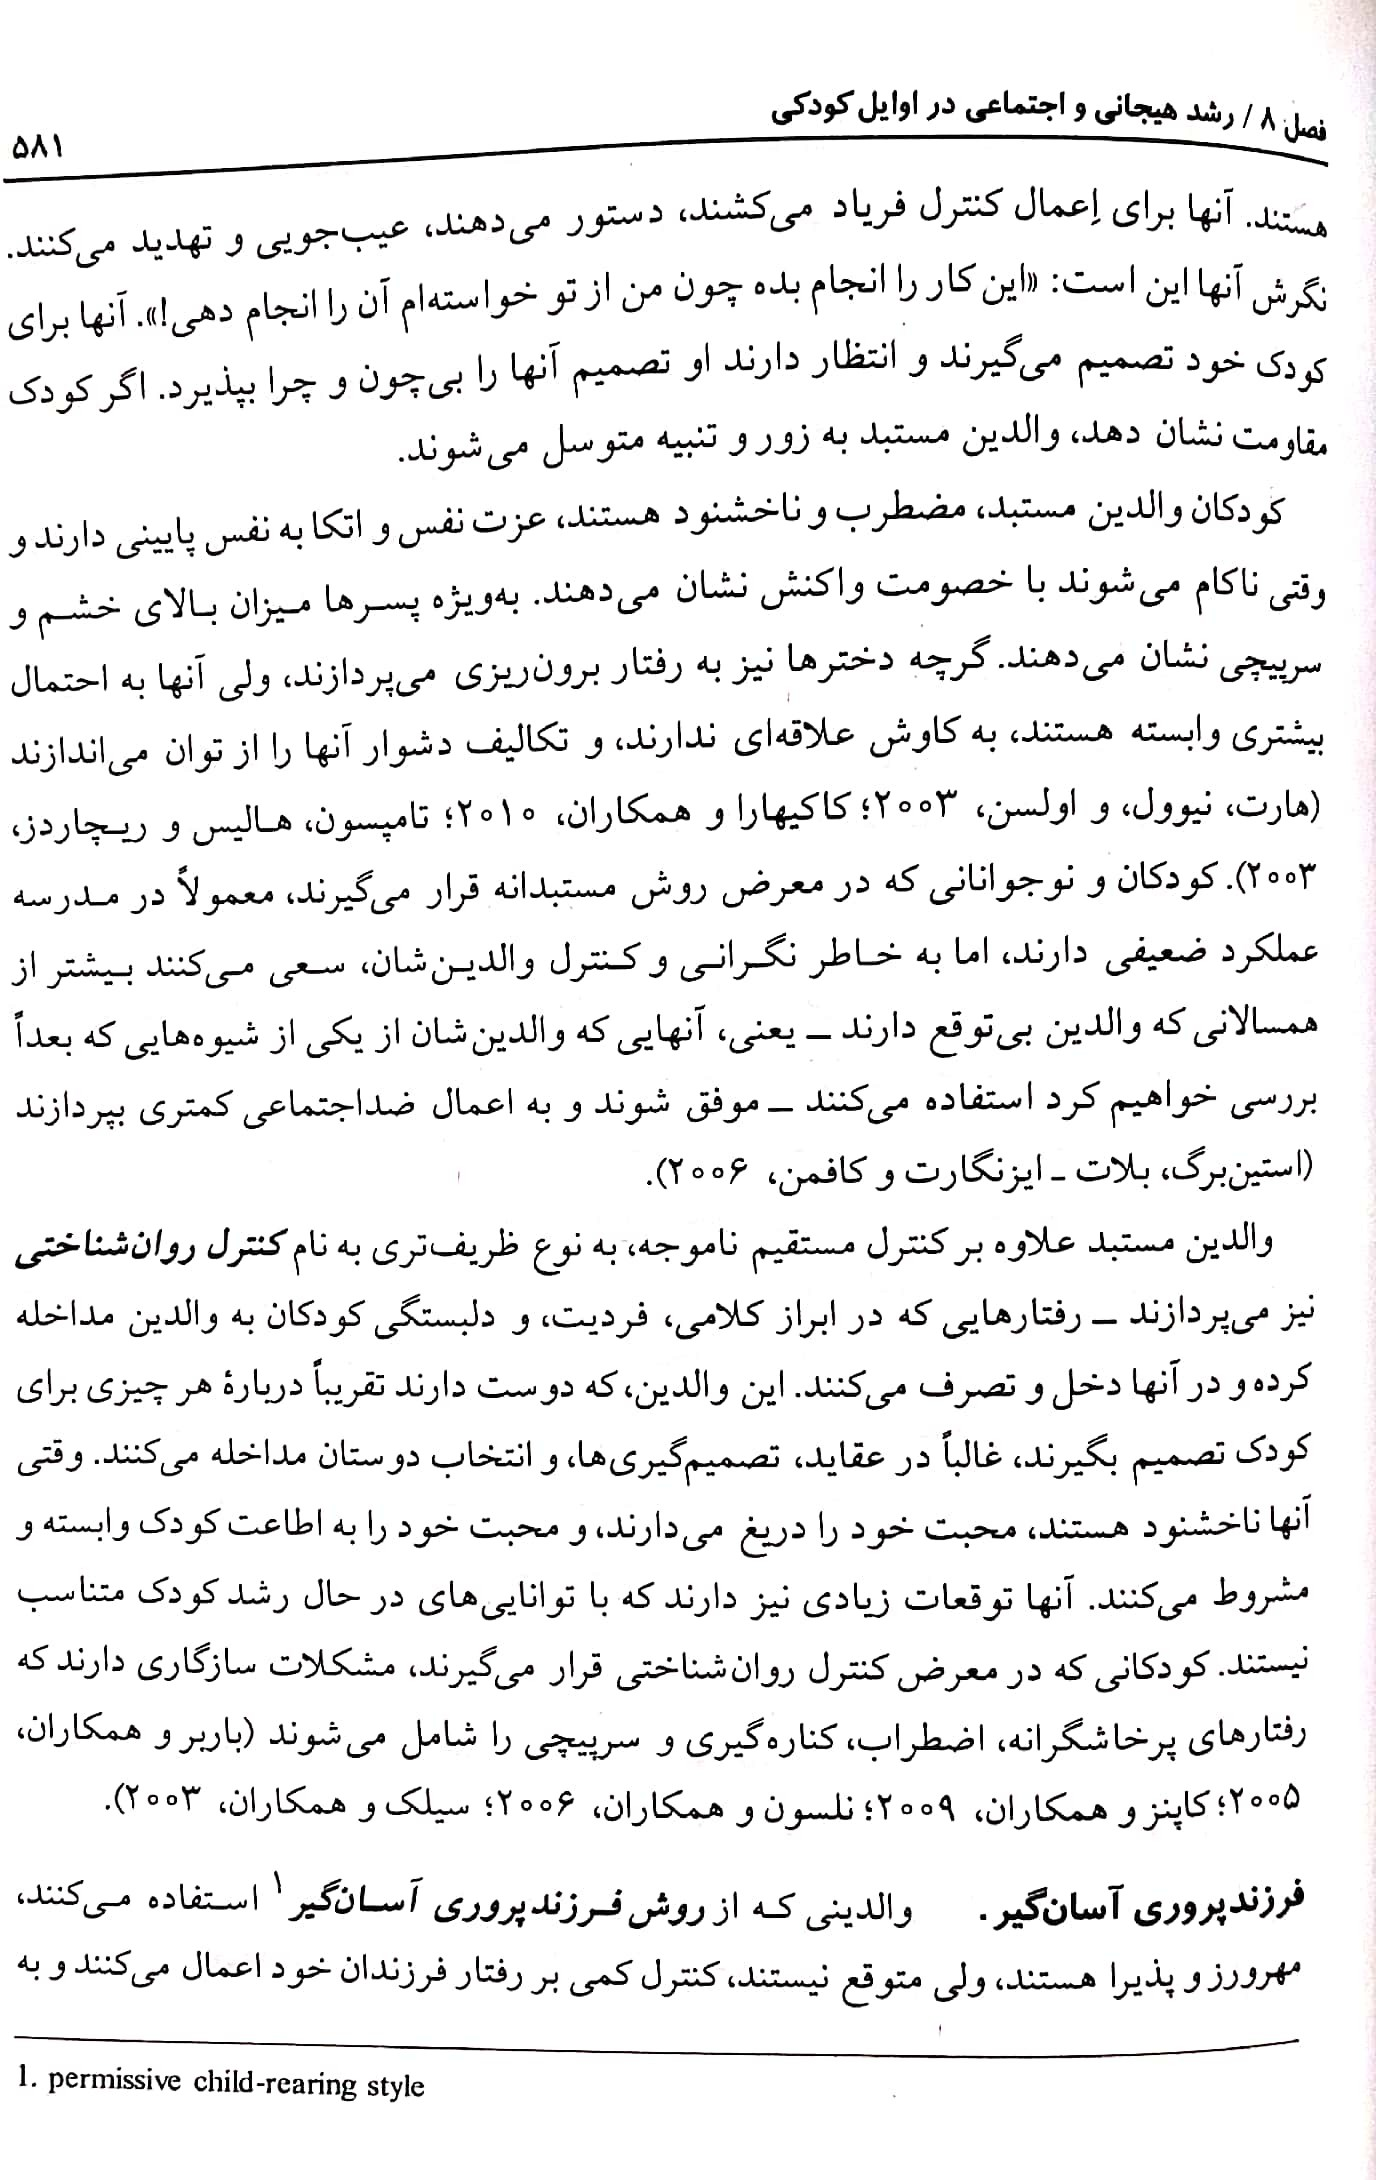 فصل ۸ / رشد هیجانی و اجتماعی در اوایل کودکی
۵۸۱
هستند. آنها برای اِعمال کنترل فریاد می‌کشند، دستور می‌دهند، عیب‌جویی و تهدید می‌کنند.
نگرش آنها این است: «این کار را انجام بده چون من از تو خواسته‌ام آن را انجام دهی!». آنها برای
کودک خود تصمیم می‌گیرند و انتظار دارند او تصمیم آنها را بی‌چون و چرا بپذیرد. اگر کودک
مقاومت نشان دهد، والدین مستبد به زور و تنبیه متوسل می‌شوند.
کودکان والدین مستبد، مضطرب و ناخشنود هستند، عزت نفس و اتکا به نفس پایینی دارند و
وقتی ناکام می‌شوند با خصومت واکنش نشان می‌دهند. به‌ویژه پسرها میزان بالای خشم و
سرپیچی نشان می‌دهند. گرچه دخترها نیز به رفتار برون‌ریزی می‌پردازند، ولی آنها به احتمال
بیشتری وابسته هستند، به کاوش علاقه‌ای ندارند، و تکالیف دشوار آنها را از توان می‌اندازند
(هارت، نیوول، و اولسن، ۲۰۰۳؛ کاکیهارا و همکاران، ۲۰۱۰؛ تامپسون، هالیس و ریچاردز،
۲۰۰۳). کودکان و نوجوانانی که در معرض روش مستبدانه قرار می‌گیرند، معمولاً در مدرسه
عملکرد ضعیفی دارند، اما به خاطر نگرانی و کنترل والدین‌شان، سعی می‌کنند بیشتر از
همسالانی که والدین بی‌توقع دارند ـ یعنی، آنهایی که والدین‌شان از یکی از شیوه‌هایی که بعداً
بررسی خواهیم کرد استفاده می‌کنند ـ موفق شوند و به اعمال ضداجتماعی کمتری بپردازند
(استین‌برگ، بلات ـ ایزنگارت و کافمن، ۲۰۰۶).
والدین مستبد علاوه بر کنترل مستقیم ناموجه، به نوع ظریف‌تری به نام کنترل روان‌شناختی
نیز می‌پردازند ـ رفتارهایی که در ابراز کلامی، فردیت، و دلبستگی کودکان به والدین مداخله
کرده و در آنها دخل و تصرف می‌کنند. این والدین، که دوست دارند تقریباً دربارهٔ هر چیزی برای
کودک تصمیم بگیرند، غالباً در عقاید، تصمیم‌گیری‌ها، و انتخاب دوستان مداخله می‌کنند. وقتی
آنها ناخشنود هستند، محبت خود را دریغ می‌دارند، و محبت خود را به اطاعت کودک وابسته و
مشروط می‌کنند. آنها توقعات زیادی نیز دارند که با توانایی‌های در حال رشد کودک متناسب
نیستند. کودکانی که در معرض کنترل روان‌شناختی قرار می‌گیرند، مشکلات سازگاری دارند که
رفتارهای پرخاشگرانه، اضطراب، کناره‌گیری و سرپیچی را شامل می‌شوند (باربر و همکاران،
۲۰۰۵؛ کاپنز و همکاران، ۲۰۰۹؛ نلسون و همکاران، ۲۰۰۶؛ سیلک و همکاران، ۲۰۰۳).
فرزندپروری آسان‌گیر. والدینی که از روش فرزندپروری آسان‌گیر۱ استفاده می‌کنند،
مهرورز و پذیرا هستند، ولی متوقع نیستند، کنترل کمی بر رفتار فرزندان خود اعمال می‌کنند و به
1. permissive child-rearing style